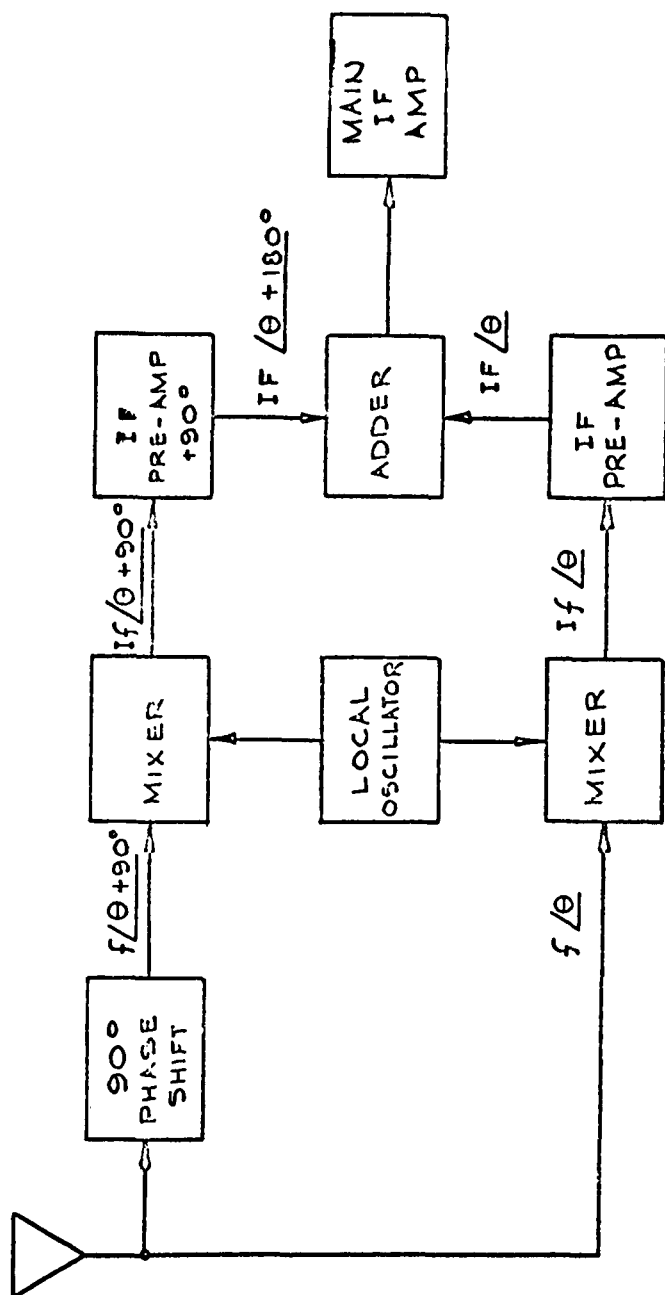 90°
PHASE
SHIFT
f/θ+90°
MIXER
If/θ+90°
IF
PRE-AMP
+90°
IF /θ+180°
LOCAL
OSCILLATOR
ADDER
MAIN
IF
AMP
f/θ
MIXER
If/θ
IF
PRE-AMP
IF /θ